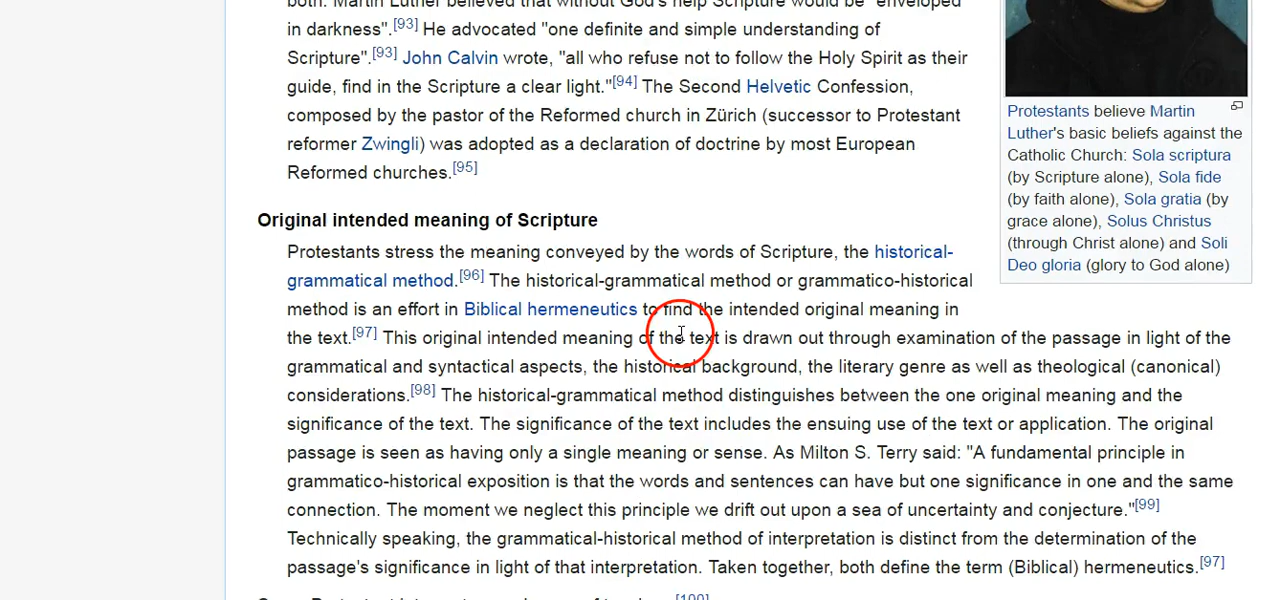 both. Martin Luther believed that without God's help Scripture would be "enveloped
in darkness".[93] He advocated "one definite and simple understanding of
Scripture".[93] John Calvin wrote, "all who refuse not to follow the Holy Spirit as their
guide, find in the Scripture a clear light."[94] The Second Helvetic Confession,
composed by the pastor of the Reformed church in Zürich (successor to Protestant
reformer Zwingli) was adopted as a declaration of doctrine by most European
Reformed churches.[95]
Protestants believe Martin
Luther's basic beliefs against the
Catholic Church: Sola scriptura
(by Scripture alone), Sola fide
(by faith alone), Sola gratia (by
grace alone), Solus Christus
(through Christ alone) and Soli
Deo gloria (glory to God alone)
Original intended meaning of Scripture
Protestants stress the meaning conveyed by the words of Scripture, the historical-
grammatical method.[96] The historical-grammatical method or grammatico-historical
method is an effort in Biblical hermeneutics to find the intended original meaning in
the text.[97] This original intended meaning of the text is drawn out through examination of the passage in light of the
grammatical and syntactical aspects, the historical background, the literary genre as well as theological (canonical)
considerations.[98] The historical-grammatical method distinguishes between the one original meaning and the
significance of the text. The significance of the text includes the ensuing use of the text or application. The original
passage is seen as having only a single meaning or sense. As Milton S. Terry said: "A fundamental principle in
grammatico-historical exposition is that the words and sentences can have but one significance in one and the same
connection. The moment we neglect this principle we drift out upon a sea of uncertainty and conjecture."[99]
Technically speaking, the grammatical-historical method of interpretation is distinct from the determination of the
passage's significance in light of that interpretation. Taken together, both define the term (Biblical) hermeneutics.[97]
[100]